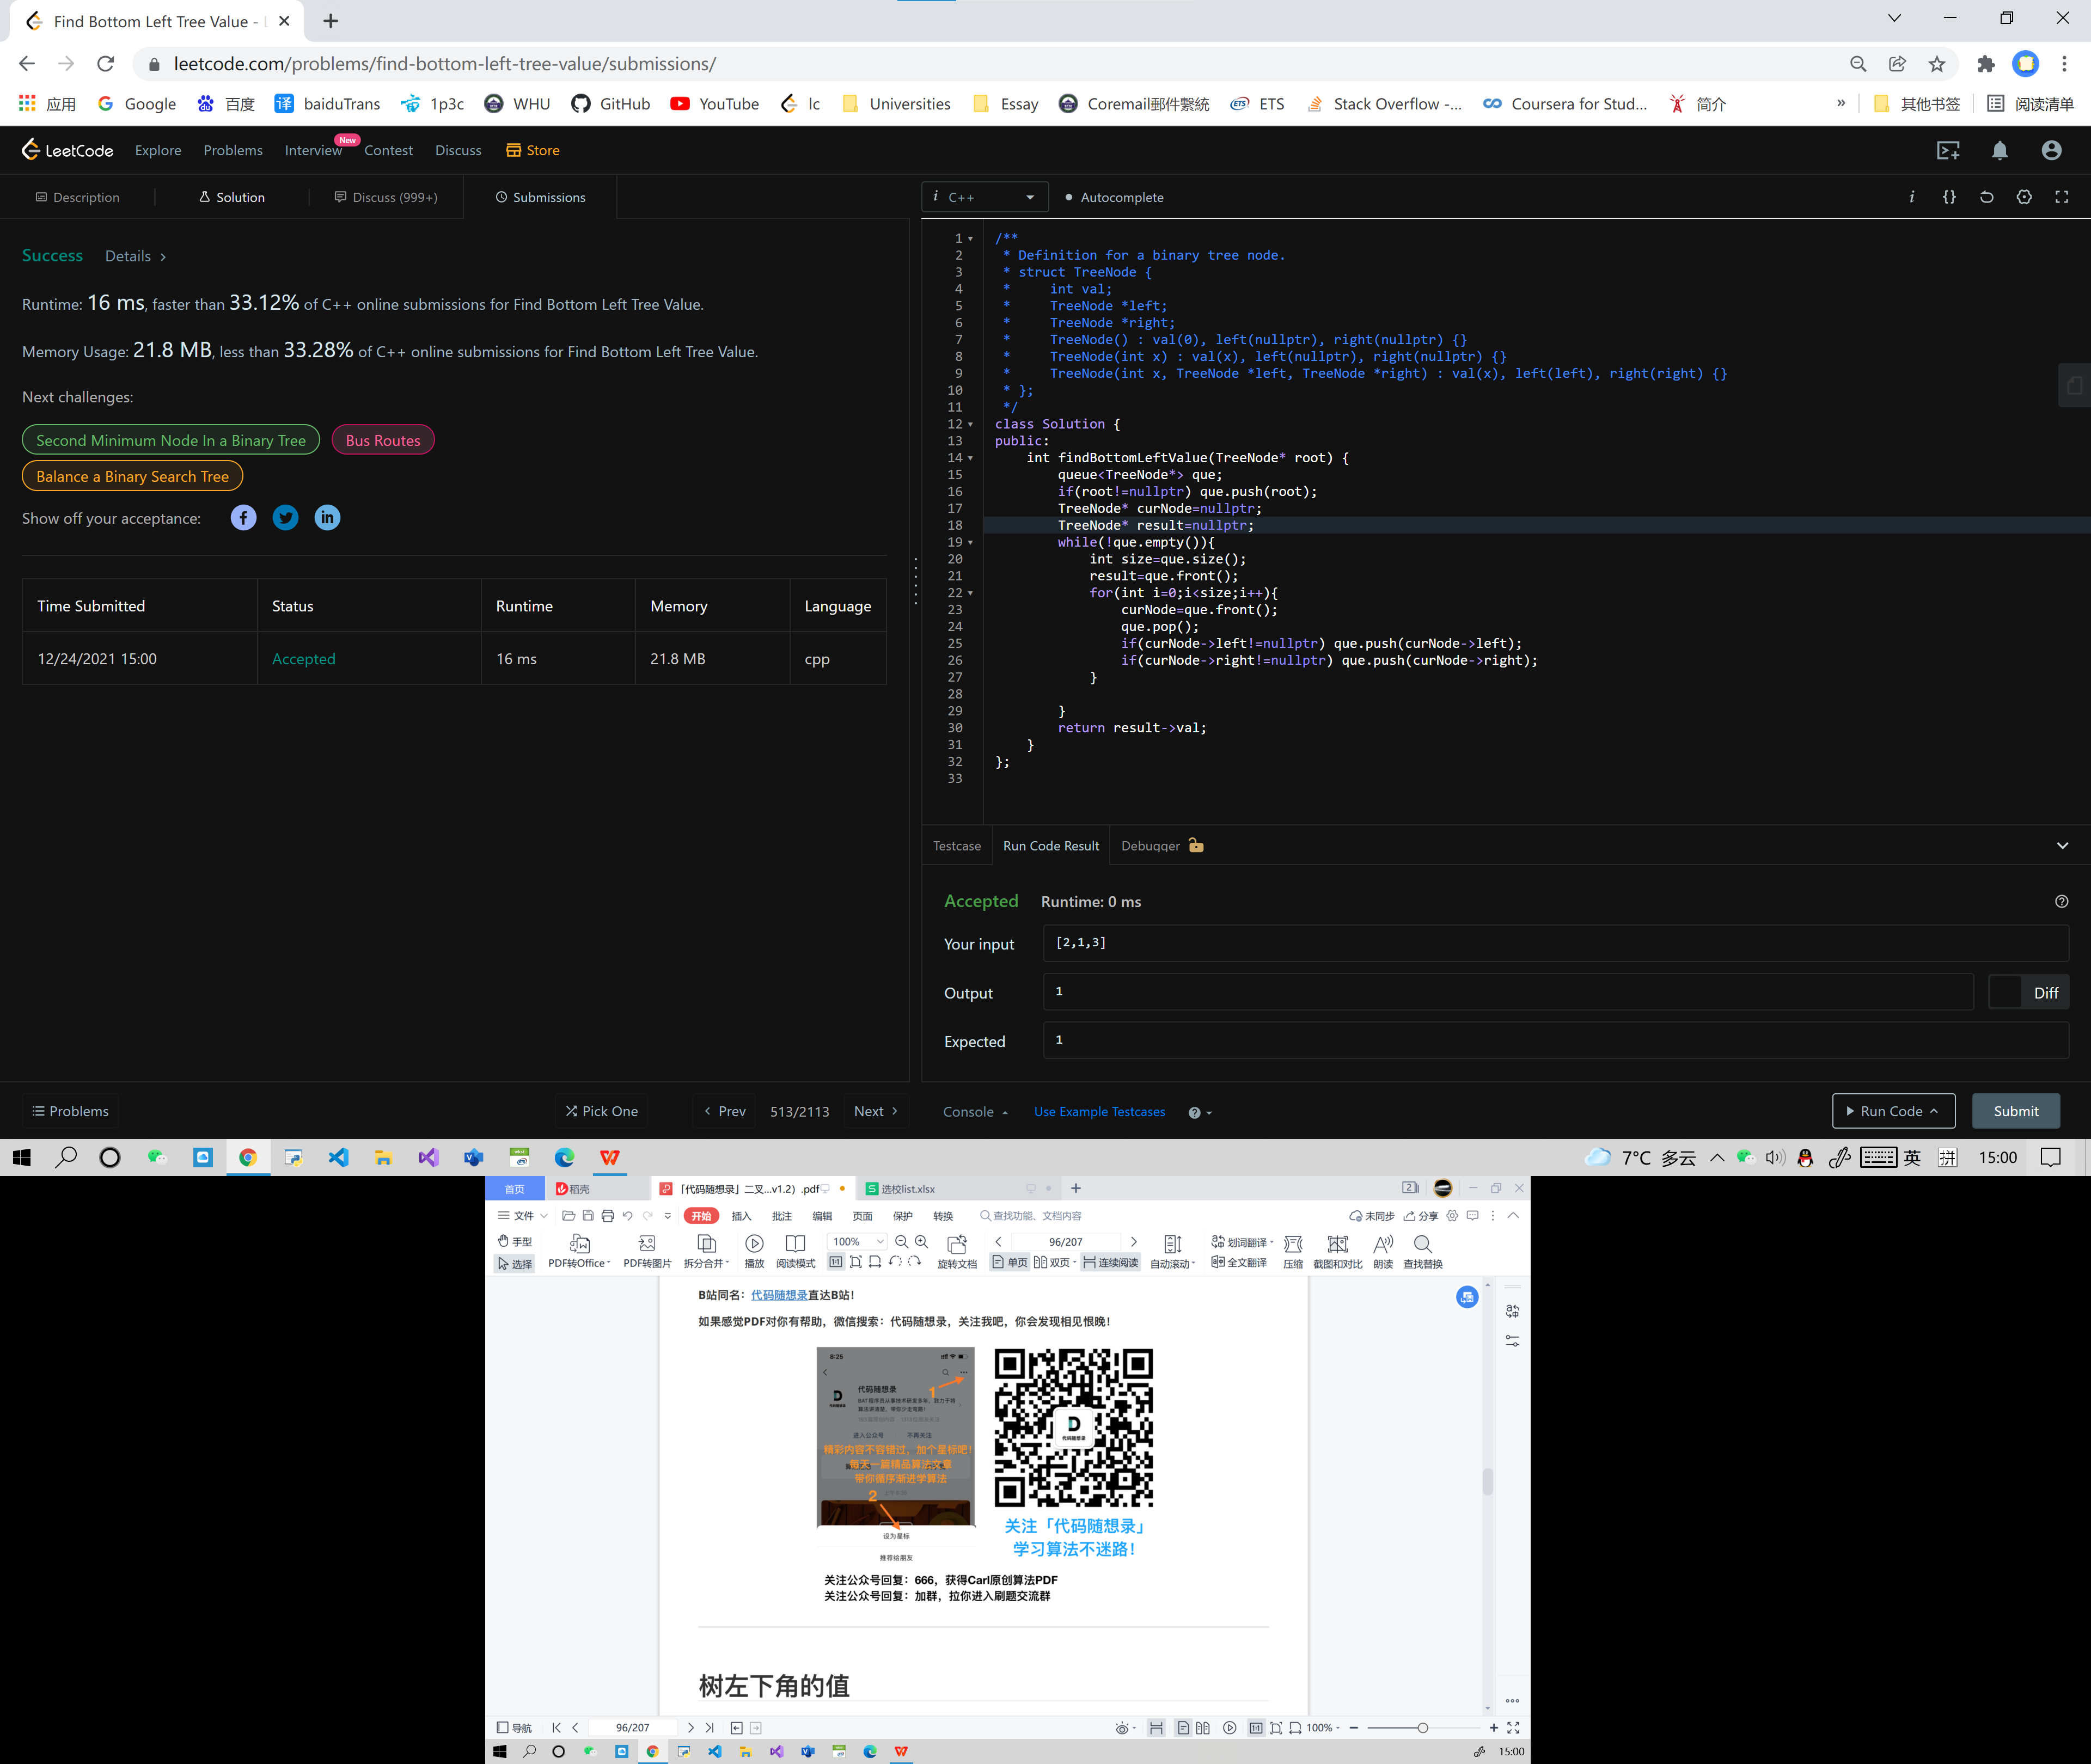 Find Bottom Left Tree Value - L
leetcode.com/problems/find-bottom-left-tree-value/submissions/
应用 Google 百度 译 baiduTrans 1p3c WHU GitHub YouTube lc Universities Essay Coremail郵件繫統 ETS Stack Overflow -... Coursera for Stud... 简介 » 其他书签 阅读清单
LeetCode Explore Problems Interview New Contest Discuss Store
Description Solution Discuss (999+) Submissions
i C++ Autocomplete i {}
Success Details >
Runtime: 16 ms, faster than 33.12% of C++ online submissions for Find Bottom Left Tree Value.
Memory Usage: 21.8 MB, less than 33.28% of C++ online submissions for Find Bottom Left Tree Value.
Next challenges:
Second Minimum Node In a Binary Tree Bus Routes
Balance a Binary Search Tree
Show off your acceptance: f in
Time Submitted Status Runtime Memory Language
12/24/2021 15:00 Accepted 16 ms 21.8 MB cpp
1 /**
2 * Definition for a binary tree node.
3 * struct TreeNode {
4 *     int val;
5 *     TreeNode *left;
6 *     TreeNode *right;
7 *     TreeNode() : val(0), left(nullptr), right(nullptr) {}
8 *     TreeNode(int x) : val(x), left(nullptr), right(nullptr) {}
9 *     TreeNode(int x, TreeNode *left, TreeNode *right) : val(x), left(left), right(right) {}
10 * };
11 */
12 class Solution {
13 public:
14     int findBottomLeftValue(TreeNode* root) {
15         queue<TreeNode*> que;
16         if(root!=nullptr) que.push(root);
17         TreeNode* curNode=nullptr;
18         TreeNode* result=nullptr;
19         while(!que.empty()){
20             int size=que.size();
21             result=que.front();
22             for(int i=0;i<size;i++){
23                 curNode=que.front();
24                 que.pop();
25                 if(curNode->left!=nullptr) que.push(curNode->left);
26                 if(curNode->right!=nullptr) que.push(curNode->right);
27             }
28
29         }
30         return result->val;
31     }
32 };
33
Testcase Run Code Result Debugger
Accepted Runtime: 0 ms
Your input [2,1,3]
Output 1 Diff
Expected 1
Problems Pick One < Prev 513/2113 Next > Console Use Example Testcases Run Code Submit
7°C 多云 英 拼 15:00
首页 稻壳 「代码随想录」二叉...v1.2）.pdf 选校list.xlsx
文件 开始 插入 批注 编辑 页面 保护 转换 查找功能、文档内容 未同步 分享
手型 100% 96/207 划词翻译
选择 PDF转Office PDF转图片 拆分合并 播放 阅读模式 旋转文档 单页 双页 连续阅读 自动滚动 全文翻译 压缩 截图和对比 朗读 查找替换
B站同名：代码随想录直达B站！
如果感觉PDF对你有帮助，微信搜索：代码随想录，关注我吧，你会发现相见恨晚！
8:25
1
代码随想录
进入公众号 不再关注
精彩内容不容错过，加个星标吧！
每天一篇精品算法文章
带你循序渐进学算法
2
设为星标
推荐给朋友
D
代码随想录
关注「代码随想录」
学习算法不迷路！
关注公众号回复：666，获得Carl原创算法PDF
关注公众号回复：加群，拉你进入刷题交流群
树左下角的值
导航 96/207 100%
15:00